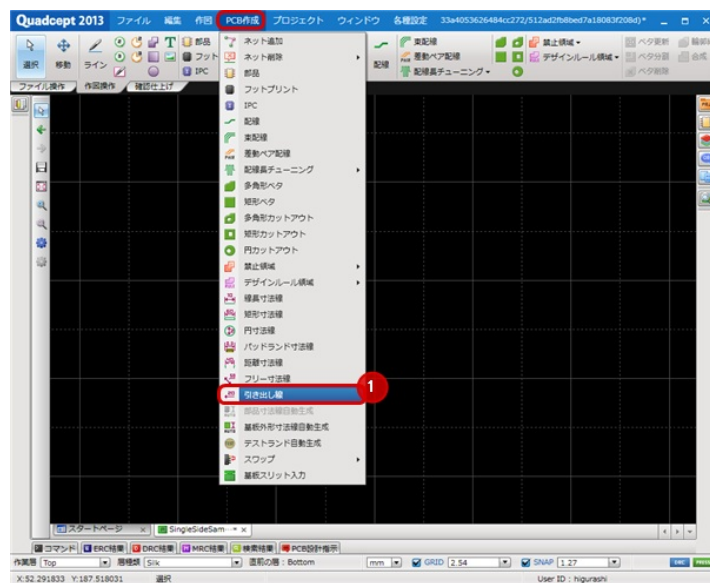 Quadcept 2013 ファイル 編集 作図 PCB作成 プロジェクト ウィンドウ 各種設定 33a4053626484cc272/512ad2fb8bed7a18083f208d)*
選択 移動 ライン 部品 フット IPC 配線 束配線 差動ペア配線 配線長チューニング 禁止領域 デザインルール領域 ベタ更新 ベタ分割 ベタ削除 合成
ファイル操作 作図操作 確認仕上げ
ネット追加
ネット削除
部品
フットプリント
IPC
配線
束配線
差動ペア配線
配線長チューニング
多角形ベタ
矩形ベタ
多角形カットアウト
矩形カットアウト
円カットアウト
禁止領域
デザインルール領域
線長寸法線
矩形寸法線
円寸法線
パッドランド寸法線
距離寸法線
フリー寸法線
引き出し線
1
部品寸法線自動生成
基板外形寸法線自動生成
テストランド自動生成
スワップ
基板スリット入力
スタートページ SingleSideSam···*
コマンド ERC結果 DRC結果 MRC結果 検索結果 PCB設計指示
作業層 Top 層種類 Silk 直前の層 : Bottom mm GRID 2.54 SNAP 1.27
X:52.291833 Y:187.518031 選択 User ID : higurashi